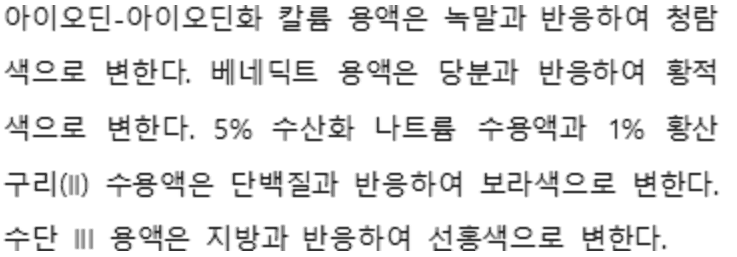 아이오딘-아이오딘화 칼륨 용액은 녹말과 반응하여 청람
색으로 변한다. 베네딕트 용액은 당분과 반응하여 황적
색으로 변한다. 5% 수산화 나트륨 수용액과 1% 황산
구리(II) 수용액은 단백질과 반응하여 보라색으로 변한다.
수단 III 용액은 지방과 반응하여 선홍색으로 변한다.